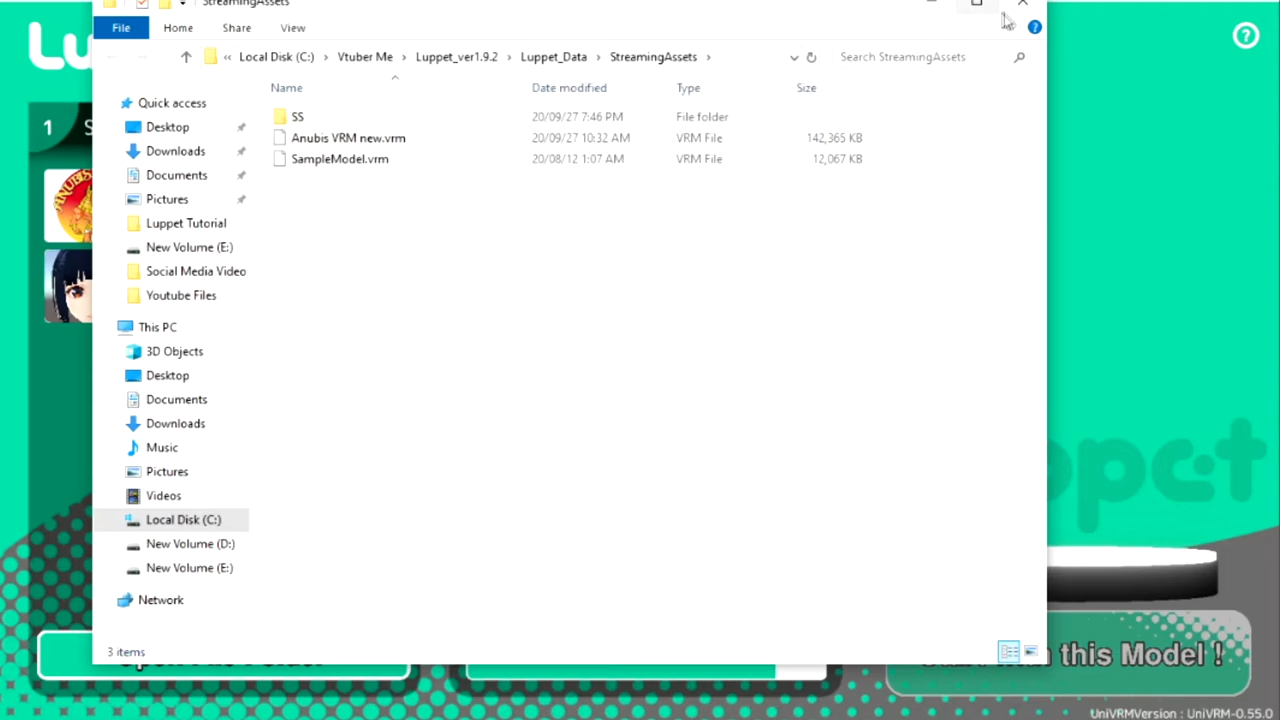 StreamingAssets
File Home Share View
« Local Disk (C:) › Vtuber Me › Luppet_ver1.9.2 › Luppet_Data › StreamingAssets ›
Search StreamingAssets
Name Date modified Type Size
SS 20/09/27 7:46 PM File folder
Anubis VRM new.vrm 20/09/27 10:32 AM VRM File 142,365 KB
SampleModel.vrm 20/08/12 1:07 AM VRM File 12,067 KB
Quick access
Desktop
Downloads
Documents
Pictures
Luppet Tutorial
New Volume (E:)
Social Media Video
Youtube Files
This PC
3D Objects
Desktop
Documents
Downloads
Music
Pictures
Videos
Local Disk (C:)
New Volume (D:)
New Volume (E:)
Network
3 items
Lu
1 S
ANUBIS
ppet
this Model !
UniVRMVersion : UniVRM-0.55.0